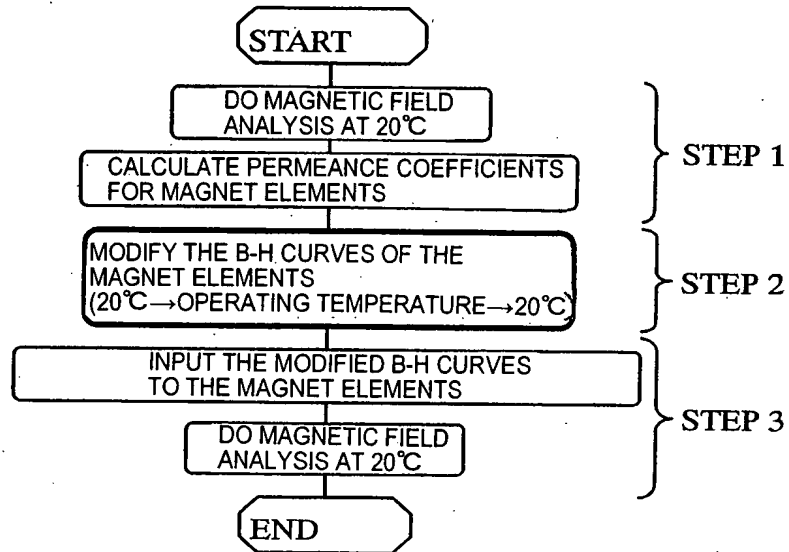 START
DO MAGNETIC FIELD
ANALYSIS AT 20℃
CALCULATE PERMEANCE COEFFICIENTS
FOR MAGNET ELEMENTS
STEP 1
MODIFY THE B-H CURVES OF THE
MAGNET ELEMENTS
(20℃→OPERATING TEMPERATURE→20℃)
STEP 2
INPUT THE MODIFIED B-H CURVES
TO THE MAGNET ELEMENTS
DO MAGNETIC FIELD
ANALYSIS AT 20℃
STEP 3
END